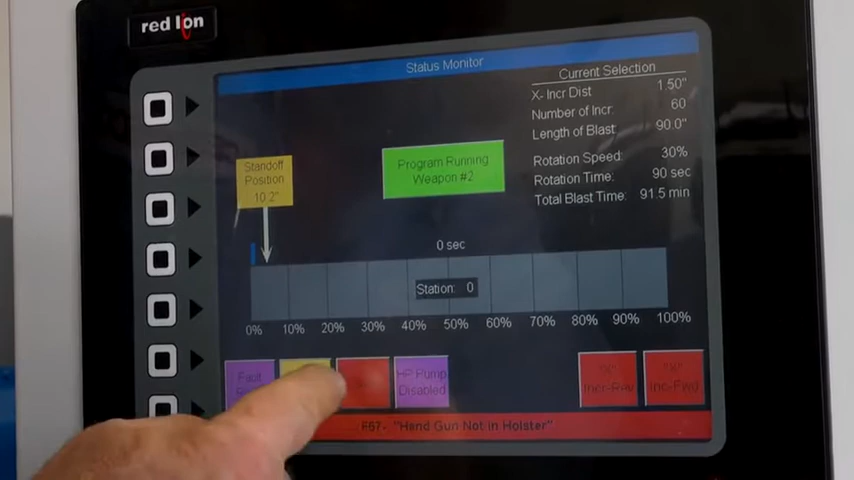 red lion
Status Monitor
Current Selection
X- Incr Dist 1.50"
Number of Incr: 60
Length of Blast: 90.0"
Rotation Speed: 30%
Rotation Time: 90 sec
Total Blast Time: 91.5 min
Standoff
Position
10.2"
Program Running
Weapon #2
0 sec
Station: 0
0% 10% 20% 30% 40% 50% 60% 70% 80% 90% 100%
Fault
HP Pump
Disabled
Incr-Rev
Inc-Fwd
F67- "Hand Gun Not in Holster"